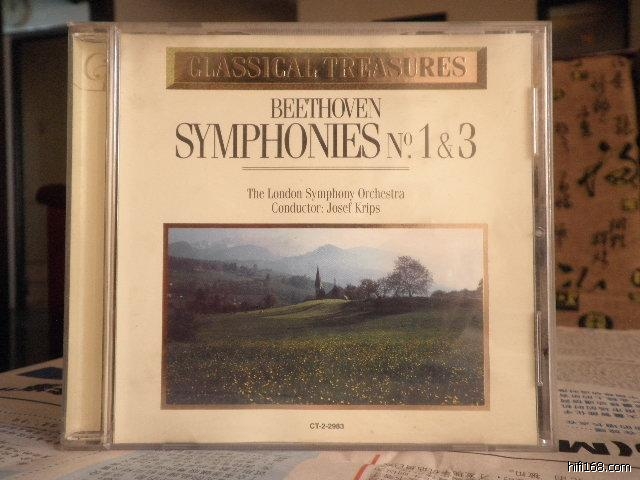 CLASSICAL TREASURES
BEETHOVEN
SYMPHONIES Nº. 1 & 3
The London Symphony Orchestra
Conductor: Josef Krips
CT-2-2983
hifi168.com